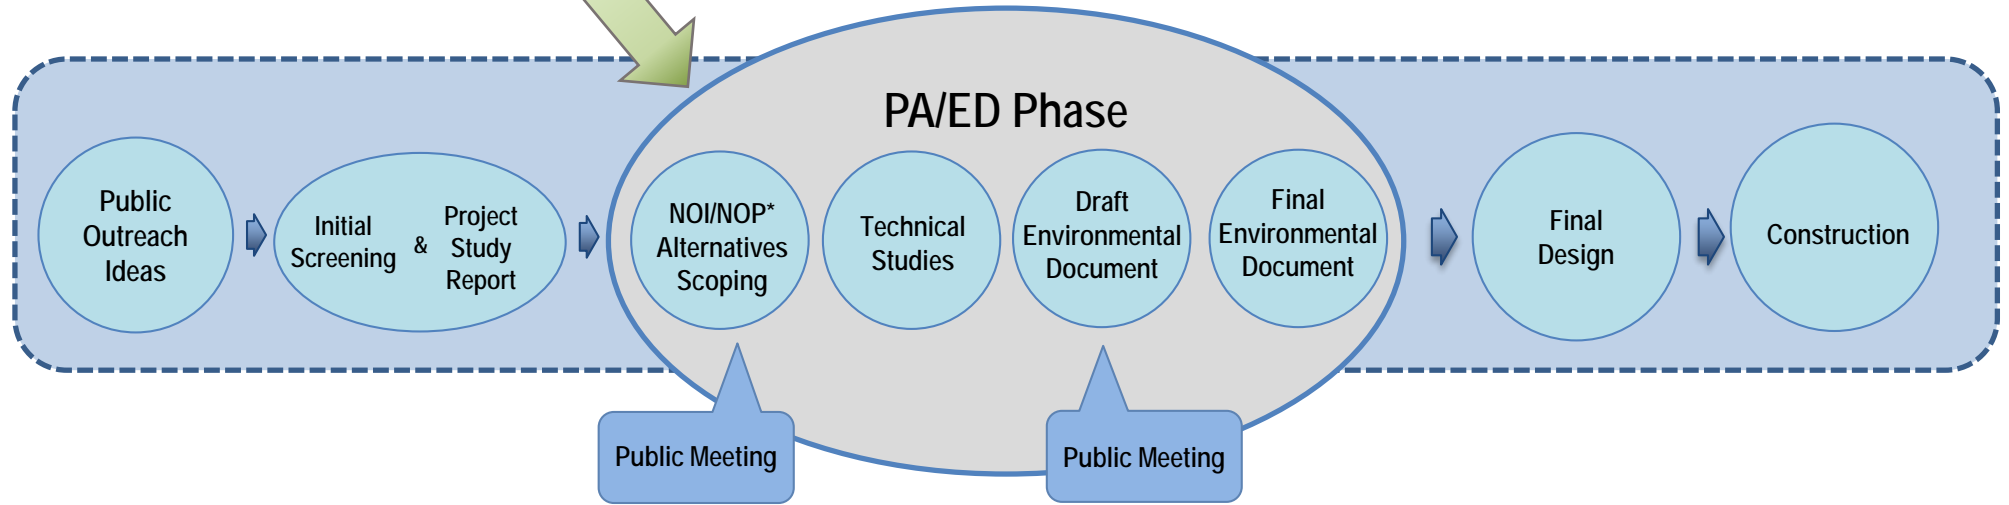 PA/ED Phase
Public
Outreach
Ideas
Initial
Screening
&
Project
Study
Report
NOI/NOP*
Alternatives
Scoping
Technical
Studies
Draft
Environmental
Document
Final
Environmental
Document
Final
Design
Construction
Public Meeting
Public Meeting